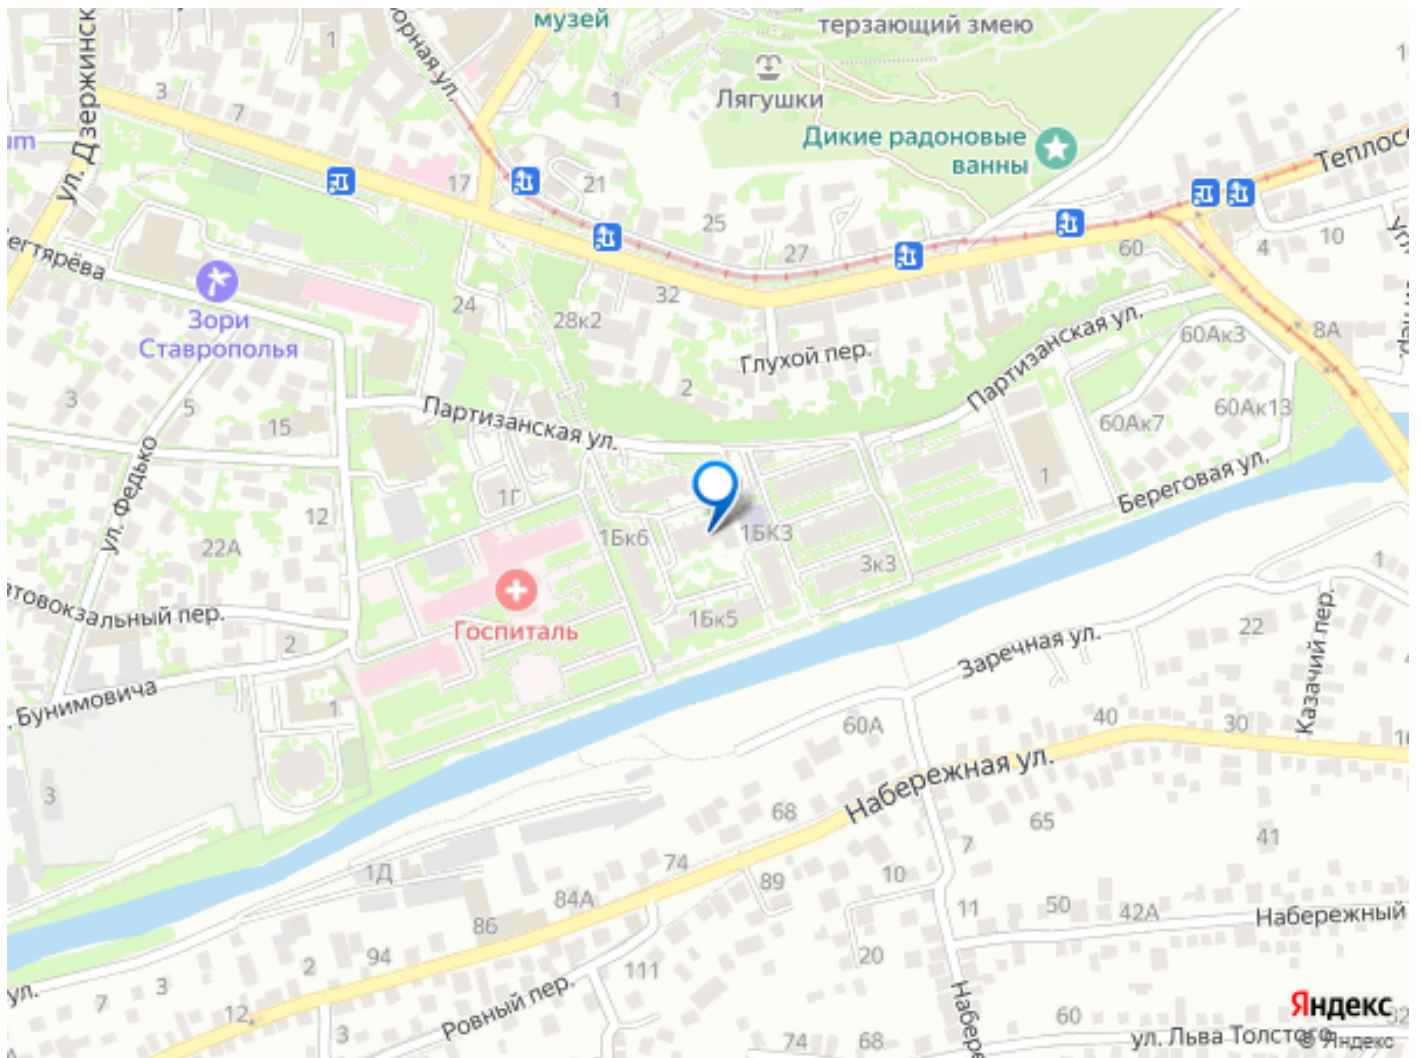 музей
терзающий змею
ул. Дзержинск
орная ул.
1
3
7
Лягушки
1
Дикие радоновые
ванны
um
17
21
25
27
Теплосе
60
4
10
егтярёва
Зори
Ставрополья
24
28к2
32
Глухой пер.
2
Партизанская ул.
60Ак3
8А
3
5
15
Партизанская ул.
60Ак7
60Ак13
ул. Федько
1Г
1
Береговая ул.
12
22А
1Бк6
1БК3
3к3
1
втовокзальный пер.
Госпиталь
1Бк5
2
Заречная ул.
22
Казачий пер.
. Бунимовича
1
60А
40
30
3
Набережная ул.
68
65
41
7
74
1Д
89
10
84А
11
50
42А
Набережный
86
94
2
20
111
3
ул.
7
12
Ровный пер.
3
Набере
74
68
60
ул. Льва Толстого
Яндекс
© Яндекс